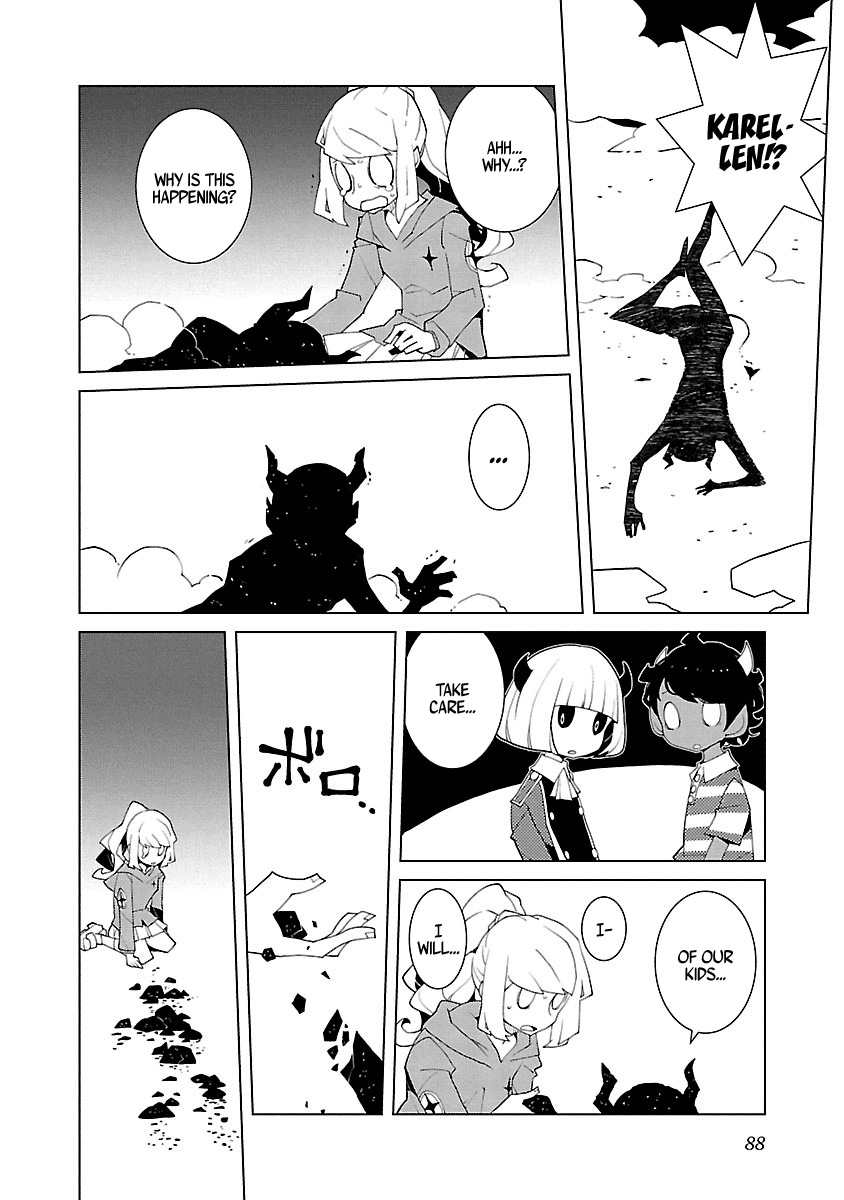 KAREL-
LEN!?
AHH...
WHY...?
WHY IS THIS
HAPPENING?
...
TAKE
CARE...
OF OUR
KIDS...
I-
I
WILL...
ボロ..
88